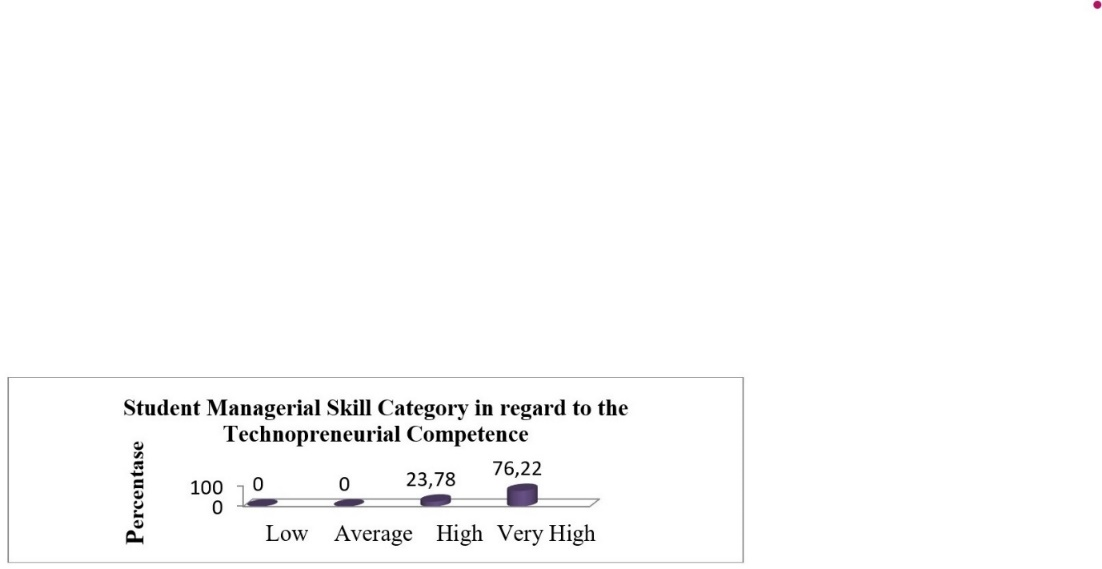 Student Managerial Skill Category in regard to the
Technopreneurial Competence
Percentase
100
0
0
0
23,78
76,22
Low
Average
High
Very High